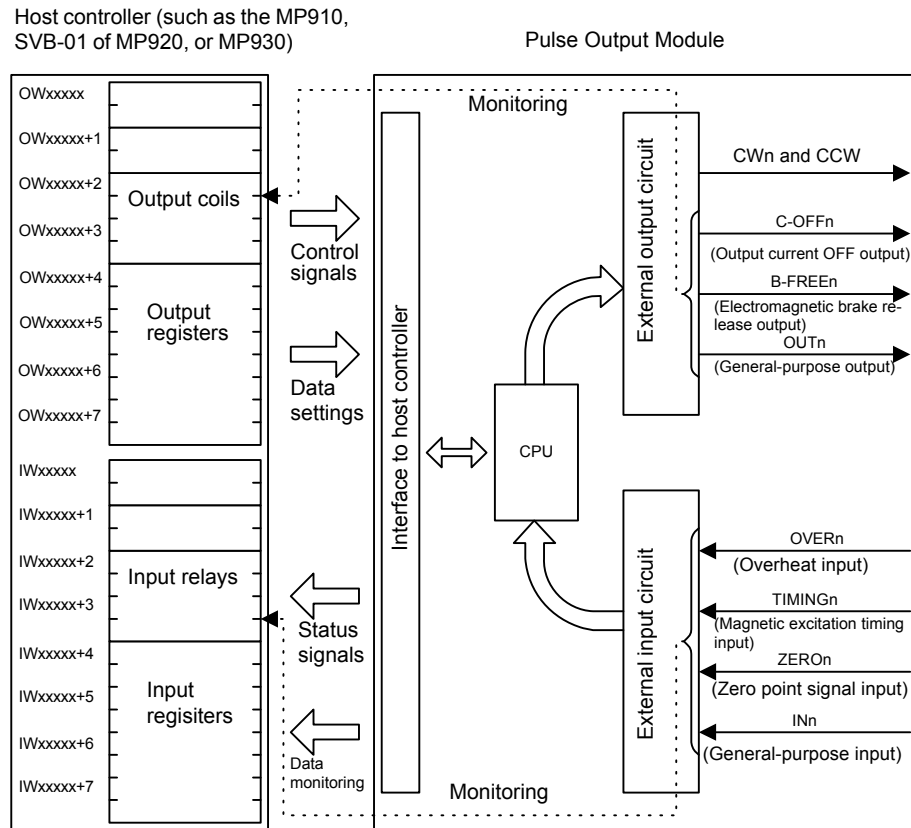 Host controller (such as the MP910,
SVB-01 of MP920, or MP930)
Pulse Output Module
OWxxxxx
OWxxxxx+1
OWxxxxx+2
OWxxxxx+3
OWxxxxx+4
OWxxxxx+5
OWxxxxx+6
OWxxxxx+7
Output coils
Output
registers
IWxxxxx
IWxxxxx+1
IWxxxxx+2
IWxxxxx+3
IWxxxxx+4
IWxxxxx+5
IWxxxxx+6
IWxxxxx+7
Input relays
Input
regisiters
Control
signals
Data
settings
Status
signals
Data
monitoring
Monitoring
Interface to host controller
CPU
External output circuit
CWn and CCW
C-OFFn
(Output current OFF output)
B-FREEn
(Electromagnetic brake re-
lease output)
OUTn
(General-purpose output)
External input circuit
OVERn
(Overheat input)
TIMINGn
(Magnetic excitation timing
input)
ZEROn
(Zero point signal input)
INn
(General-purpose input)
Monitoring